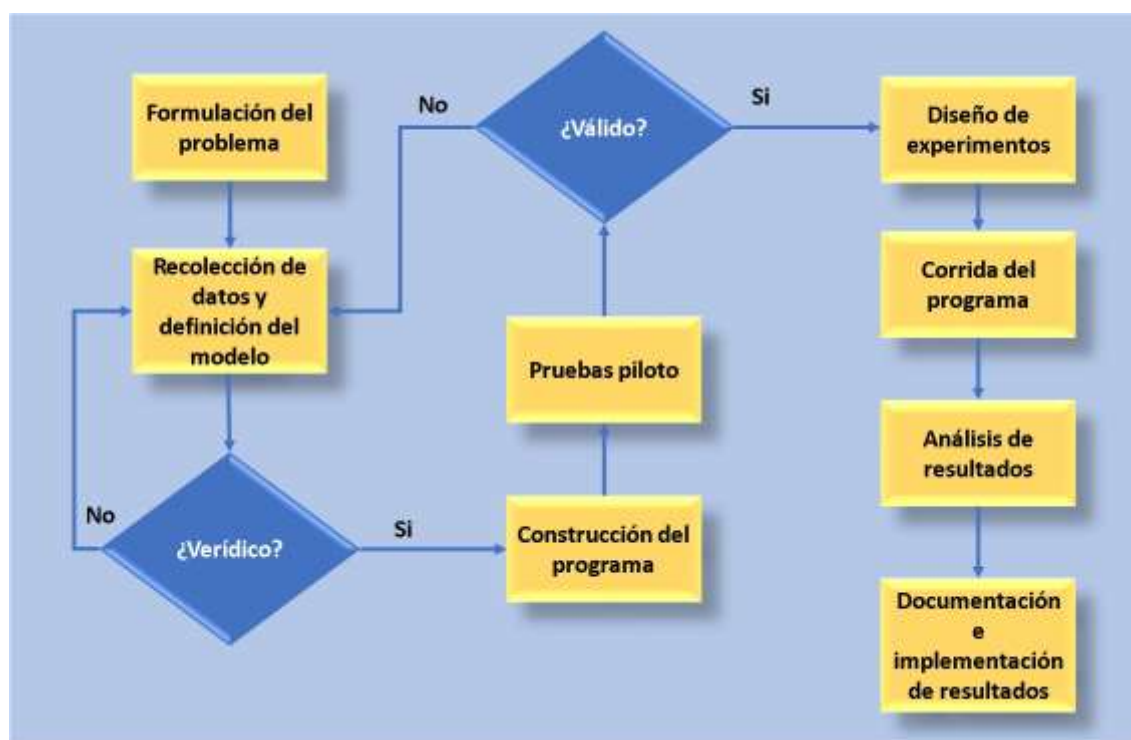 Formulación del
problema
Recolección de
datos y
definición del
modelo
No
¿Verídico?
Si
Construcción del
programa
Pruebas piloto
No
¿Válido?
Si
Diseño de
experimentos
Corrida del
programa
Análisis de
resultados
Documentación
e
implementación
de resultados